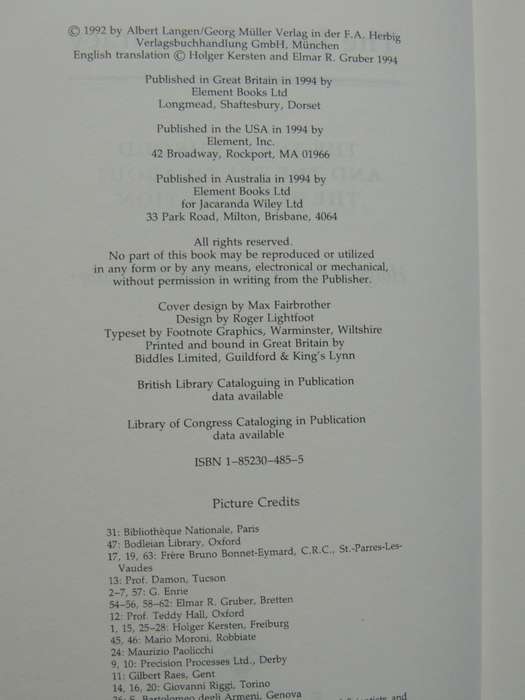 © 1992 by Albert Langen/Georg Müller Verlag in der F.A. Herbig
Verlagsbuchhandlung GmbH, München
English translation © Holger Kersten and Elmar R. Gruber 1994
Published in Great Britain in 1994 by
Element Books Ltd
Longmead, Shaftesbury, Dorset
Published in the USA in 1994 by
Element, Inc.
42 Broadway, Rockport, MA 01966
Published in Australia in 1994 by
Element Books Ltd
for Jacaranda Wiley Ltd
33 Park Road, Milton, Brisbane, 4064
All rights reserved.
No part of this book may be reproduced or utilized
in any form or by any means, electronic or mechanical,
without permission in writing from the Publisher.
Cover design by Max Fairbrother
Design by Roger Lightfoot
Typeset by Footnote Graphics, Warminster, Wiltshire
Printed and bound in Great Britain by
Biddles Limited, Guildford & King's Lynn
British Library Cataloguing in Publication
data available
Library of Congress Cataloging in Publication
data available
ISBN 1-85230-485-5
Picture Credits
31: Bibliothèque Nationale, Paris
47: Bodleian Library, Oxford
17, 19, 63: Frère Bruno Bonnet-Eymard, C.R.C., St.-Parres-Les-
Vaudes
13: Prof. Damon, Tucson
2–7, 57: G. Enrie
54–56, 58–62: Elmar R. Gruber, Bretten
12: Prof. Teddy Hall, Oxford
1, 15, 25–28: Holger Kersten, Freiburg
45, 46: Mario Moroni, Robbiate
24: Maurizio Paolicchi
9, 10: Precision Processes Ltd., Derby
11: Gilbert Raes, Gent
14, 16, 20: Giovanni Riggi, Torino
26: S. Bartolomeo degli Armeni, Genova